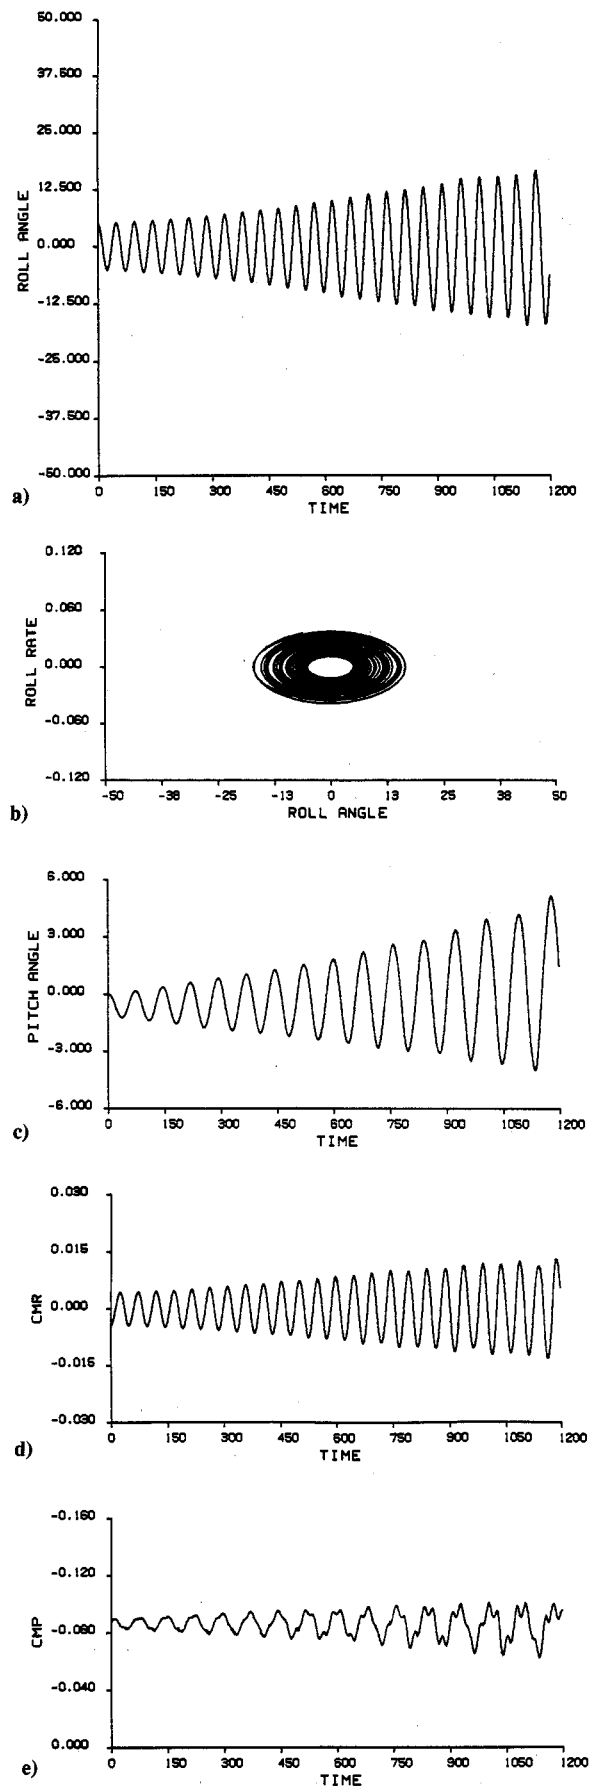 50.000
37.500
25.000
12.500
0.000
-12.500
-25.000
-37.500
-50.000
ROLL ANGLE
0 150 300 450 600 750 900 1050 1200
TIME
a)
0.120
0.060
0.000
-0.060
-0.120
ROLL RATE
-50 -38 -25 -13 0 13 25 38 50
ROLL ANGLE
b)
6.000
3.000
0.000
-3.000
-6.000
PITCH ANGLE
0 150 300 450 600 750 900 1050 1200
TIME
c)
0.030
0.015
0.000
-0.015
-0.030
CMR
0 150 300 450 600 750 900 1050 1200
TIME
d)
-0.160
-0.120
-0.080
-0.040
0.000
CMP
0 150 300 450 600 750 900 1050 1200
TIME
e)